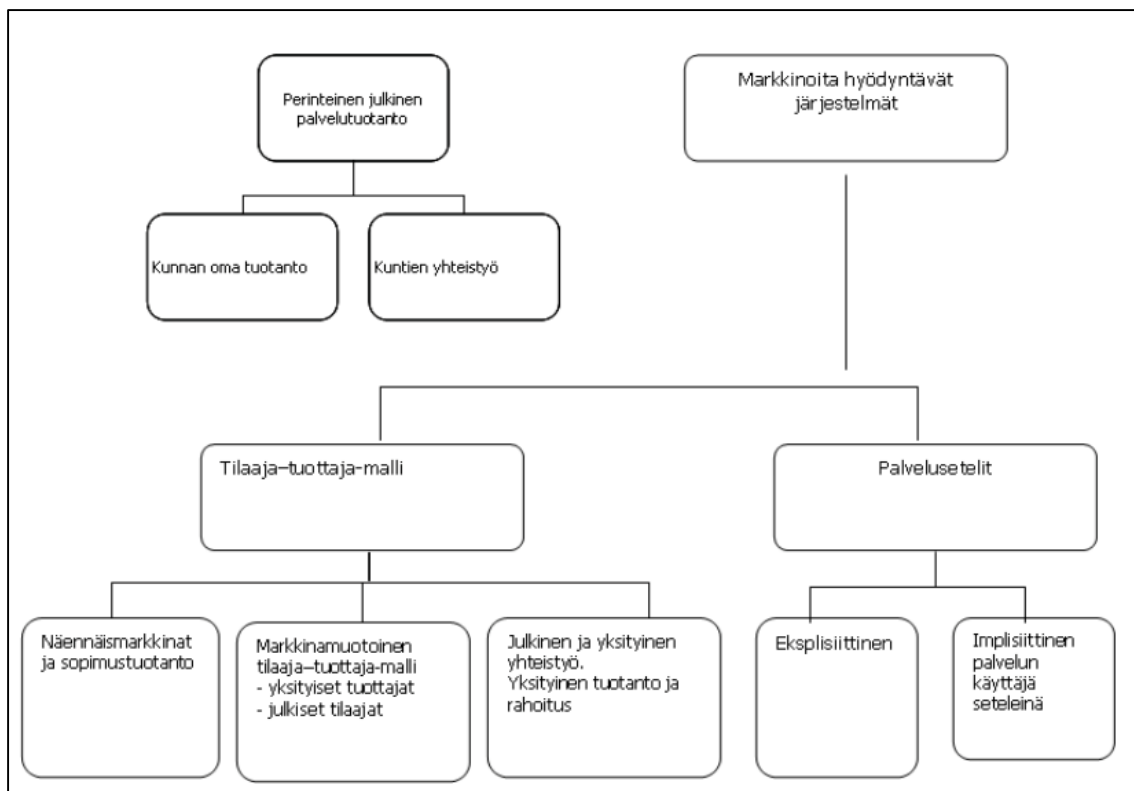 Perinteinen julkinen
palvelutuotanto
Markkinoita hyödyntävät
järjestelmät
Kunnan oma tuotanto
Kuntien yhteistyö
Tilaaja–tuottaja-malli
Palvelusetelit
Näennäismarkkinat
ja sopimustuotanto
Markkinamuotoinen
tilaaja–tuottaja-malli
- yksityiset tuottajat
- julkiset tilaajat
Julkinen ja yksityinen
yhteistyö.
Yksityinen tuotanto ja
rahoitus
Eksplisiittinen
Implisiittinen
palvelun
käyttäjä
seteleinä